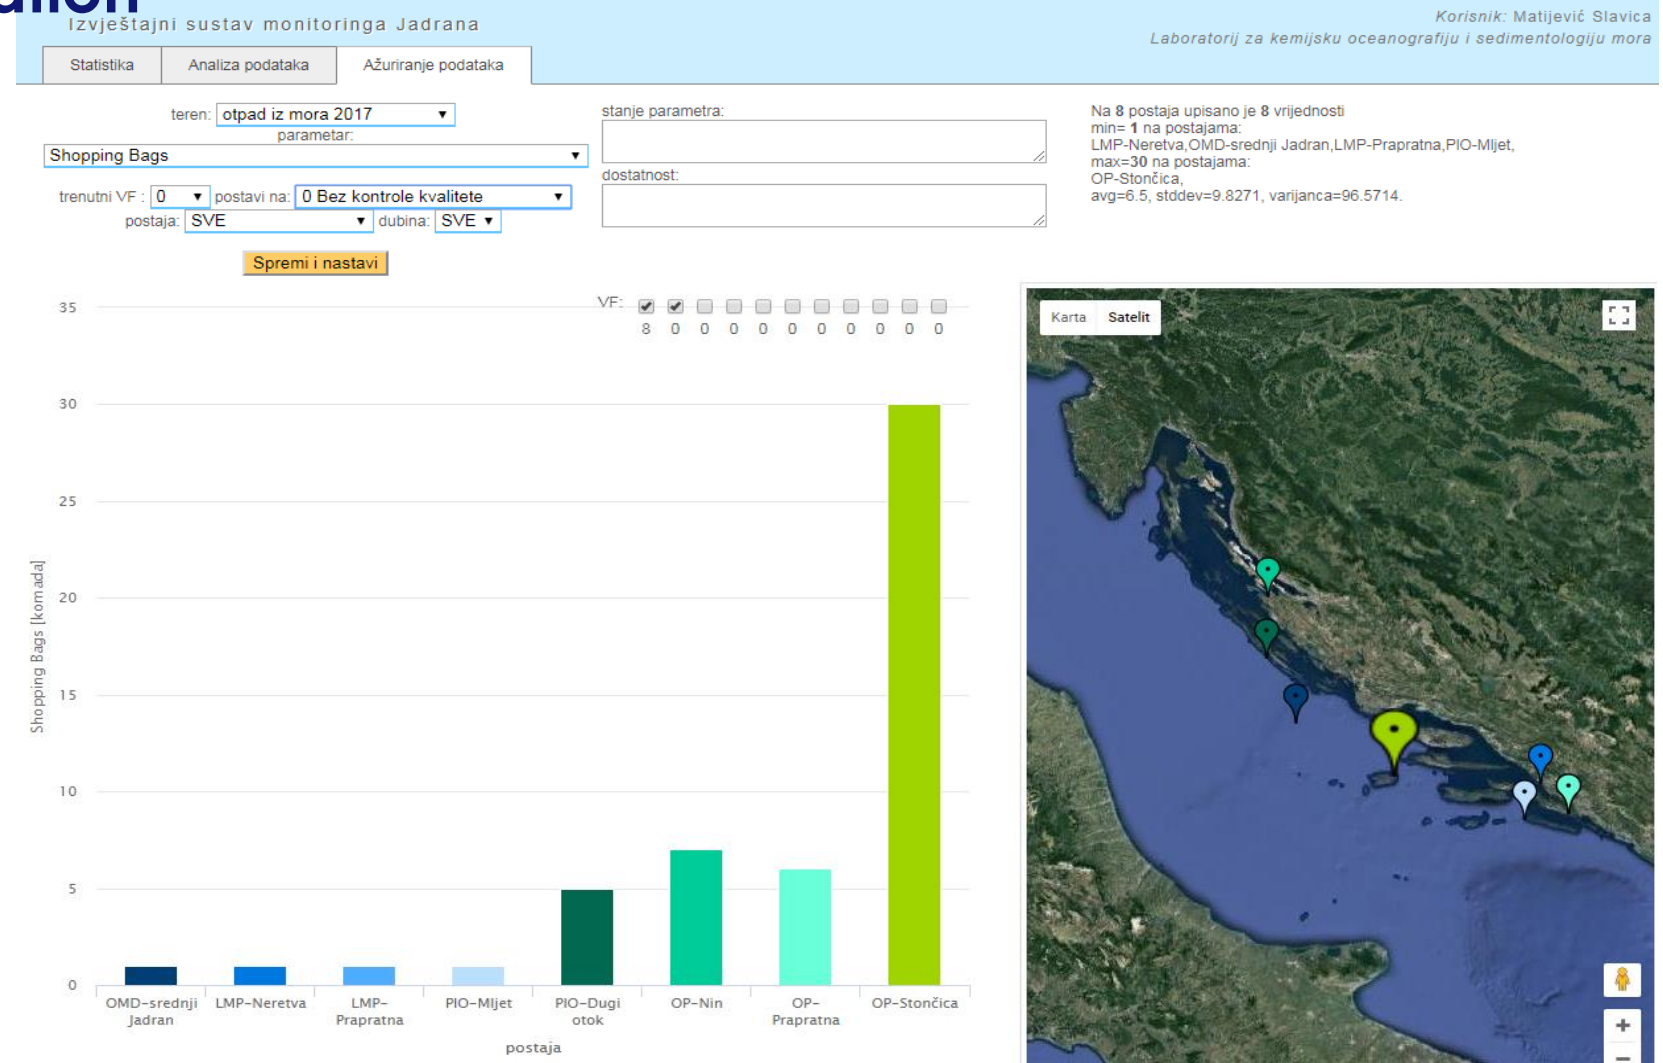 Izvještajni sustav monitoringa Jadrana
Korisnik: Matijević Slavica
Laboratorij za kemijsku oceanografiju i sedimentologiju mora
Statistika
Analiza podataka
Ažuriranje podataka
teren: otpad iz mora 2017
parametar:
Shopping Bags
trenutni VF : 0 postavi na: 0 Bez kontrole kvalitete
postaja: SVE dubina: SVE
Spremi i nastavi
stanje parametra:
dostatnost:
Na 8 postaja upisano je 8 vrijednosti
min= 1 na postajama:
LMP-Neretva,OMD-srednji Jadran,LMP-Prapratna,PIO-Mljet,
max=30 na postajama:
OP-Stončica,
avg=6.5, stddev=9.8271, varijanca=96.5714.
VF:
8 0 0 0 0 0 0 0 0 0 0
35
30
25
20
15
10
5
0
Shopping Bags [komada]
OMD-srednji
Jadran
LMP-Neretva
LMP-
Prapratna
PIO-Mljet
PIO-Dugi
otok
OP-Nin
OP-
Prapratna
OP-Stončica
postaja
Karta
Satelit
+
−